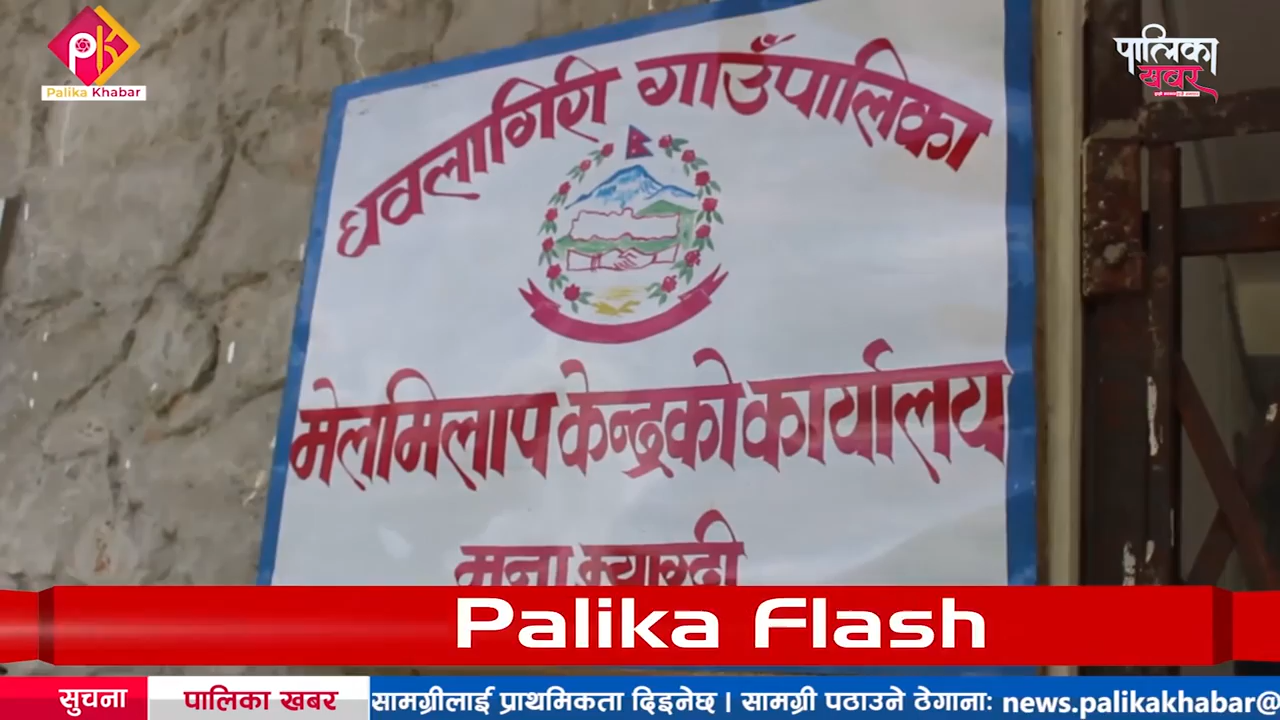 PK
Palika Khabar
पालिका
खबर
धवलागिरी गाउँपालिका
मेलमिलाप केन्द्रको कार्यालय
मुना म्याग्दी
Palika Flash
सुचना
पालिका खबर
सामग्रीलाई प्राथमिकता दिइनेछ | सामग्री पठाउने ठेगानाः news.palikakhabar@